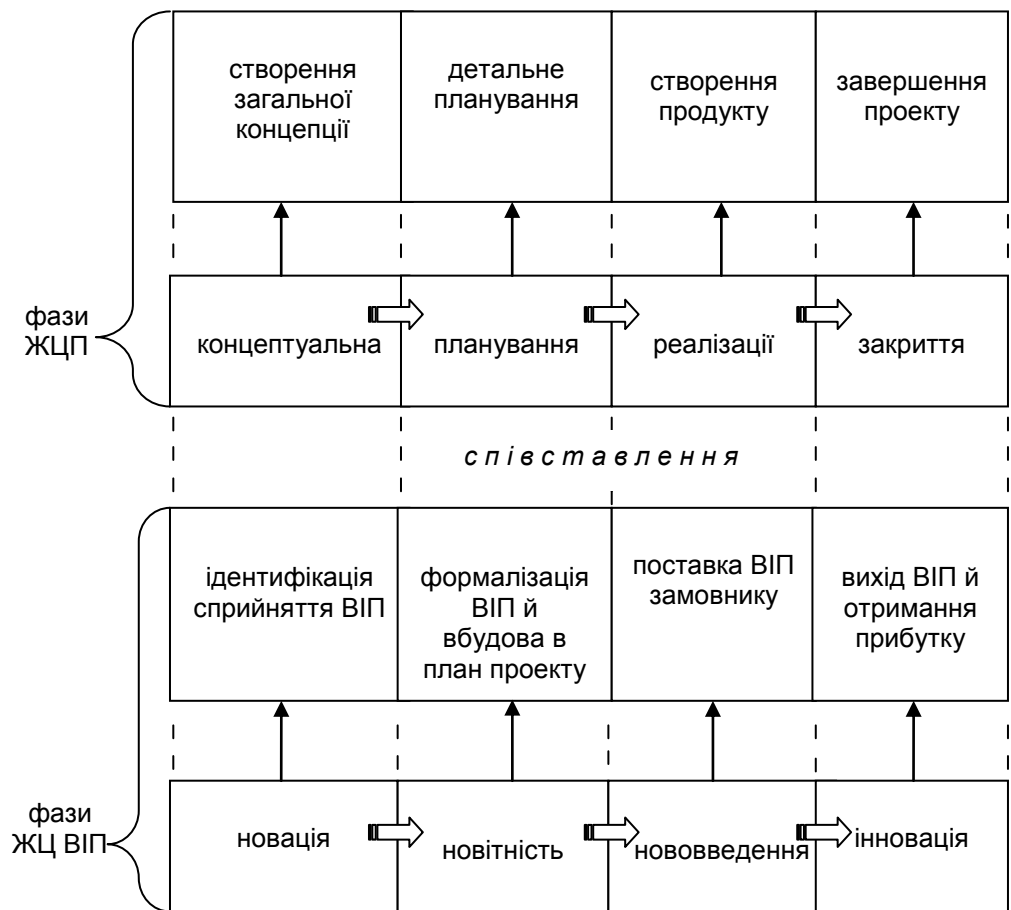 створення
загальної
концепції
детальне
планування
створення
продукту
завершення
проекту
фази
ЖЦП
концептуальна
планування
реалізації
закриття
співставлення
ідентифікація
сприйняття ВІП
формалізація
ВІП й
вбудова в
план проекту
поставка ВІП
замовнику
вихід ВІП й
отримання
прибутку
фази
ЖЦ ВІП
новація
новітність
нововведення
інновація